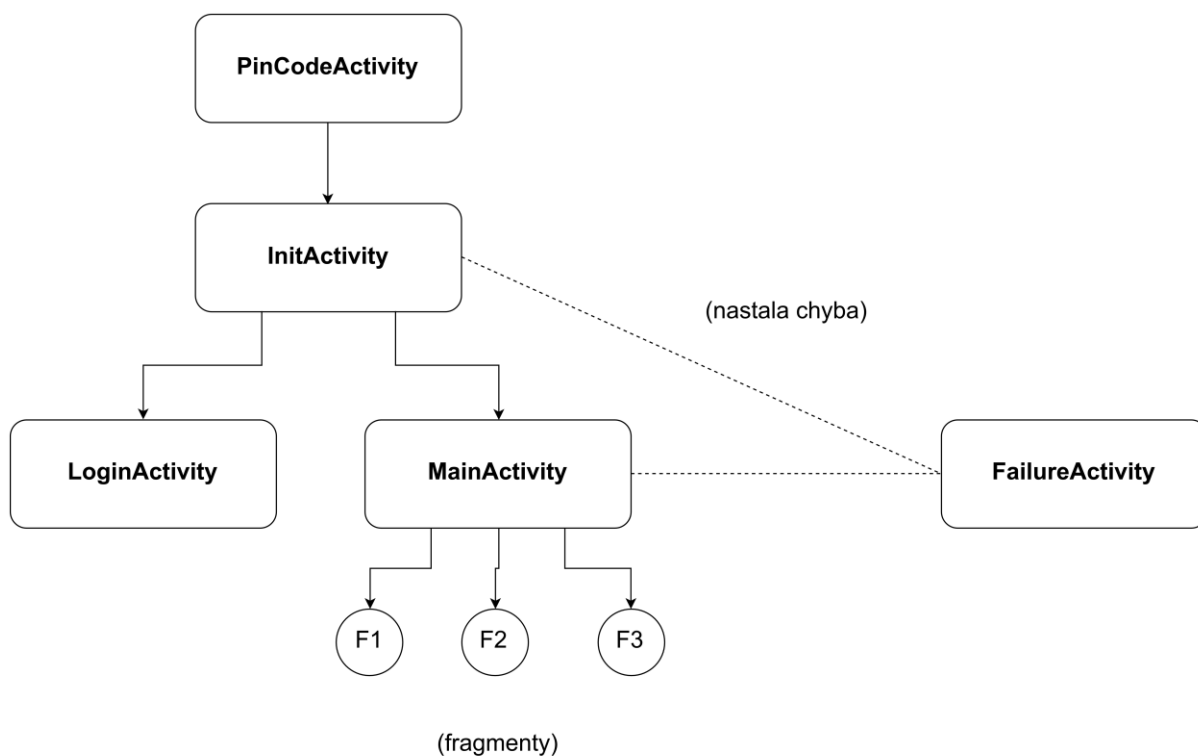 PinCodeActivity
InitActivity
(nastala chyba)
LoginActivity
MainActivity
FailureActivity
F1
F2
F3
(fragmenty)